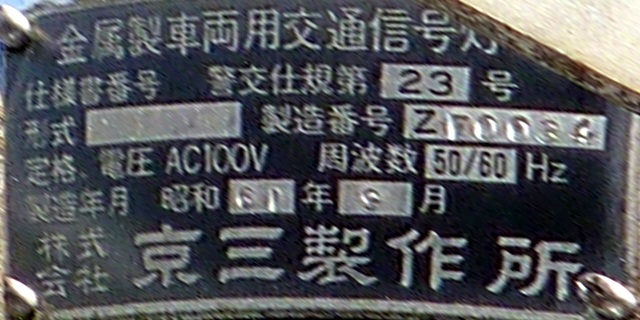 金属製車両用交通信号灯
仕様書番号 警交仕規第 23 号
形式 製造番号
定格、電圧 AC100V 周波数 50/60 Hz
製造年月 昭和 60 年 9 月
株式会社 京三製作所